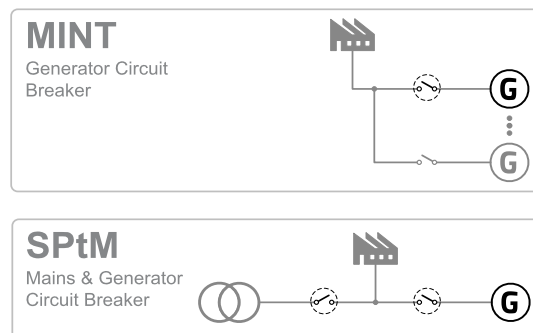 MINT
Generator Circuit
Breaker
G
G
SPtM
Mains & Generator
Circuit Breaker
G